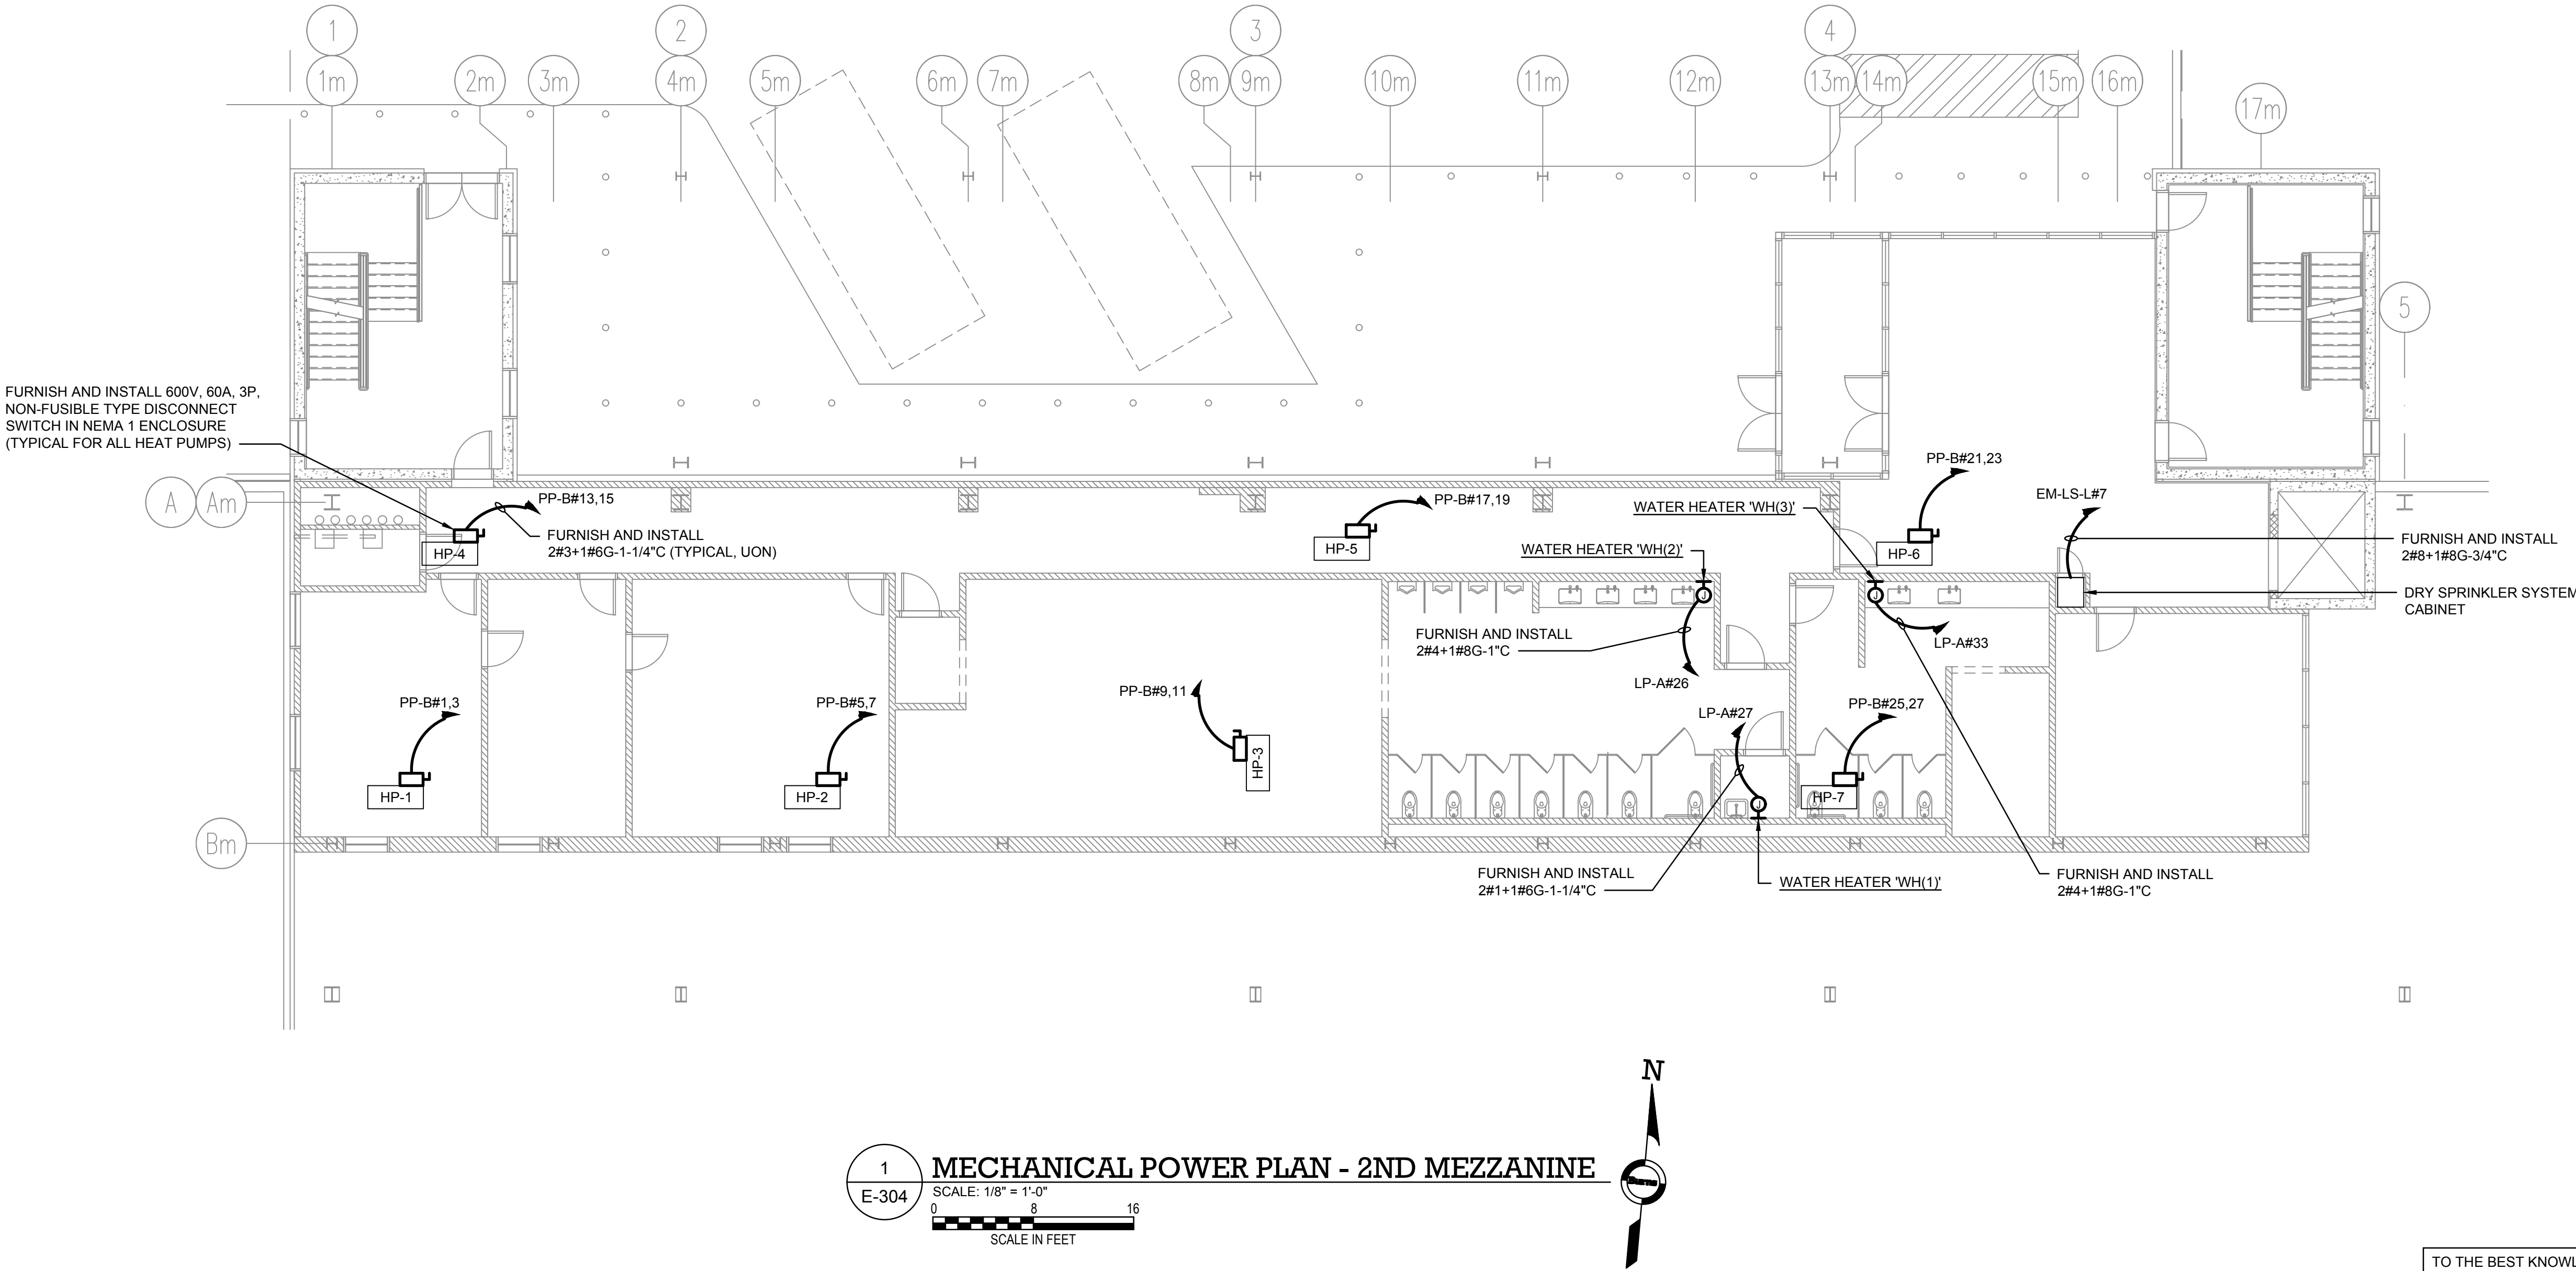 1
2
3
4
1m
2m
3m
4m
5m
6m
7m
8m
9m
10m
11m
12m
13m
14m
15m
16m
17m
5
FURNISH AND INSTALL 600V, 60A, 3P,
NON-FUSIBLE TYPE DISCONNECT
SWITCH IN NEMA 1 ENCLOSURE
(TYPICAL FOR ALL HEAT PUMPS)
A
Am
PP-B#13,15
HP-4
FURNISH AND INSTALL
2#3+1#6G-1-1/4"C (TYPICAL, UON)
PP-B#17,19
HP-5
WATER HEATER 'WH(3)'
WATER HEATER 'WH(2)'
PP-B#21,23
HP-6
EM-LS-L#7
FURNISH AND INSTALL
2#8+1#8G-3/4"C
DRY SPRINKLER SYSTEM
CABINET
J
J
FURNISH AND INSTALL
2#4+1#8G-1"C
LP-A#26
LP-A#33
PP-B#1,3
HP-1
PP-B#5,7
HP-2
PP-B#9,11
HP-3
LP-A#27
J
PP-B#25,27
HP-7
Bm
FURNISH AND INSTALL
2#1+1#6G-1-1/4"C
WATER HEATER 'WH(1)'
FURNISH AND INSTALL
2#4+1#8G-1"C
N
BURNS
1
E-304
MECHANICAL POWER PLAN - 2ND MEZZANINE
SCALE: 1/8" = 1'-0"
0 8 16
SCALE IN FEET
TO THE BEST